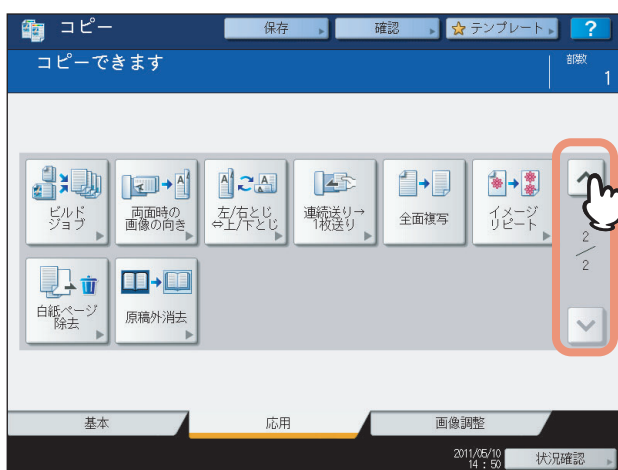 コピー
保存
確認
テンプレート
?
コピーできます
部数
1
ビルド
ジョブ
両面時の
画像の向き
左/右とじ
⇔上/下とじ
連続送り→
1枚送り
全面複写
イメージ
リピート
2
2
白紙ページ
除去
原稿外消去
基本
応用
画像調整
2011/05/10
14 : 50
状況確認